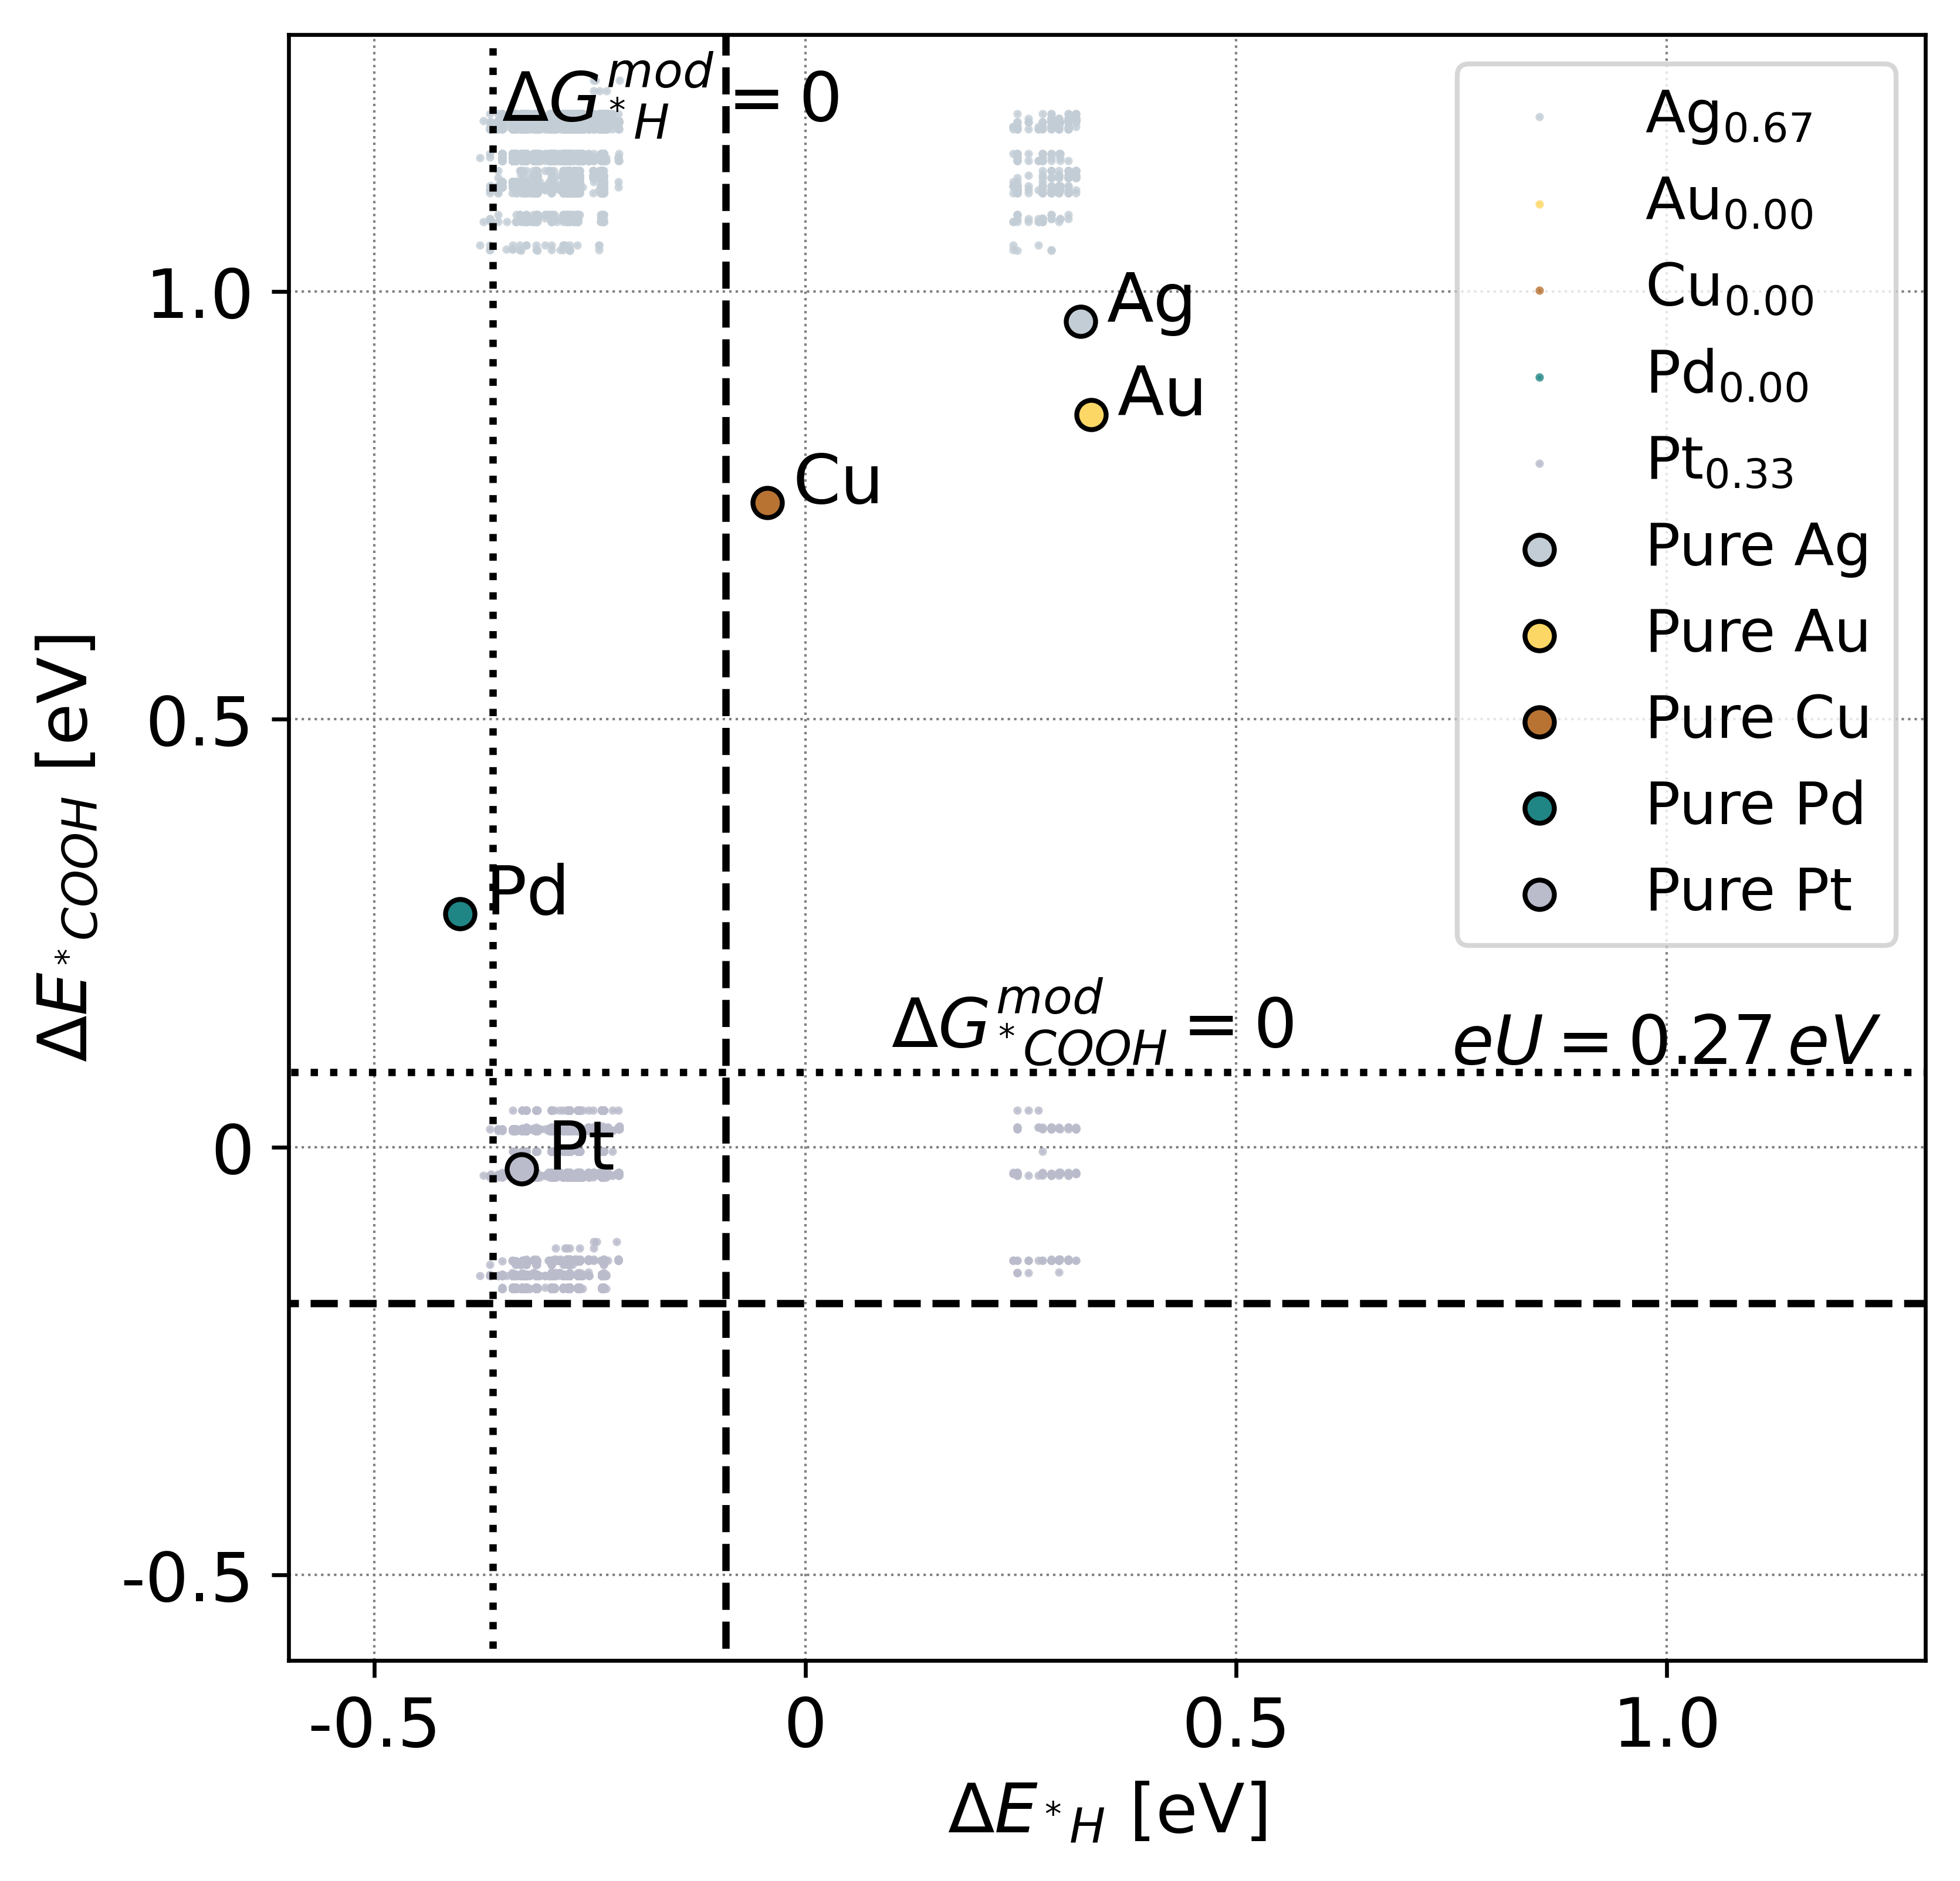 ΔG*H^mod = 0
Ag0.67
Au0.00
Cu0.00
Pd0.00
Pt0.33
Pure Ag
Pure Au
Pure Cu
Pure Pd
Pure Pt
Ag
Au
Cu
Pd
ΔG*COOH^mod = 0
eU = 0.27 eV
Pt
1.0
0.5
0
-0.5
ΔE*COOH [eV]
-0.5
0
0.5
1.0
ΔE*H [eV]